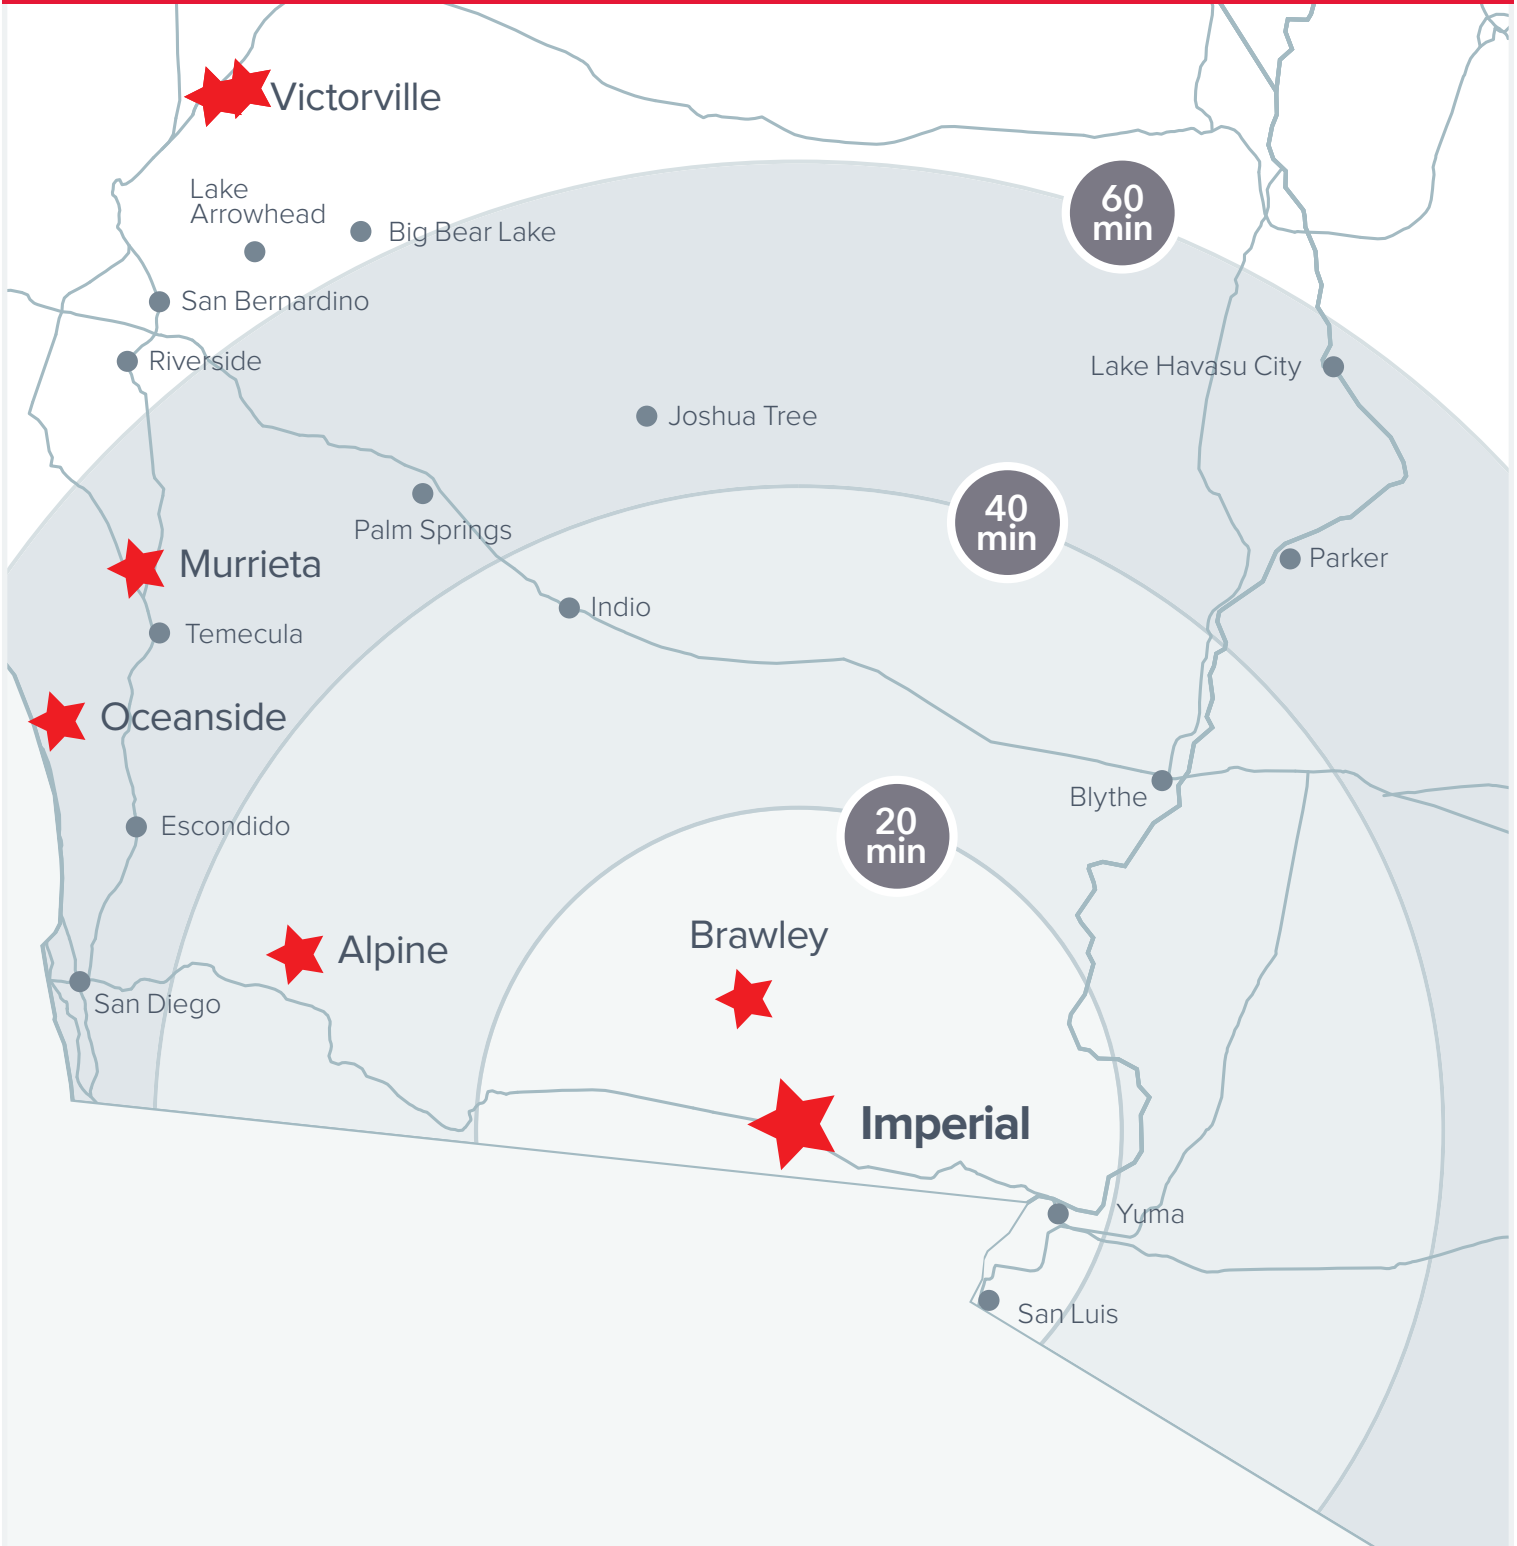 Victorville
Lake
Arrowhead
Big Bear Lake
60
min
San Bernardino
Riverside
Lake Havasu City
Joshua Tree
Palm Springs
40
min
Murrieta
Parker
Indio
Temecula
Oceanside
Blythe
Escondido
20
min
Alpine
Brawley
San Diego
Imperial
Yuma
San Luis